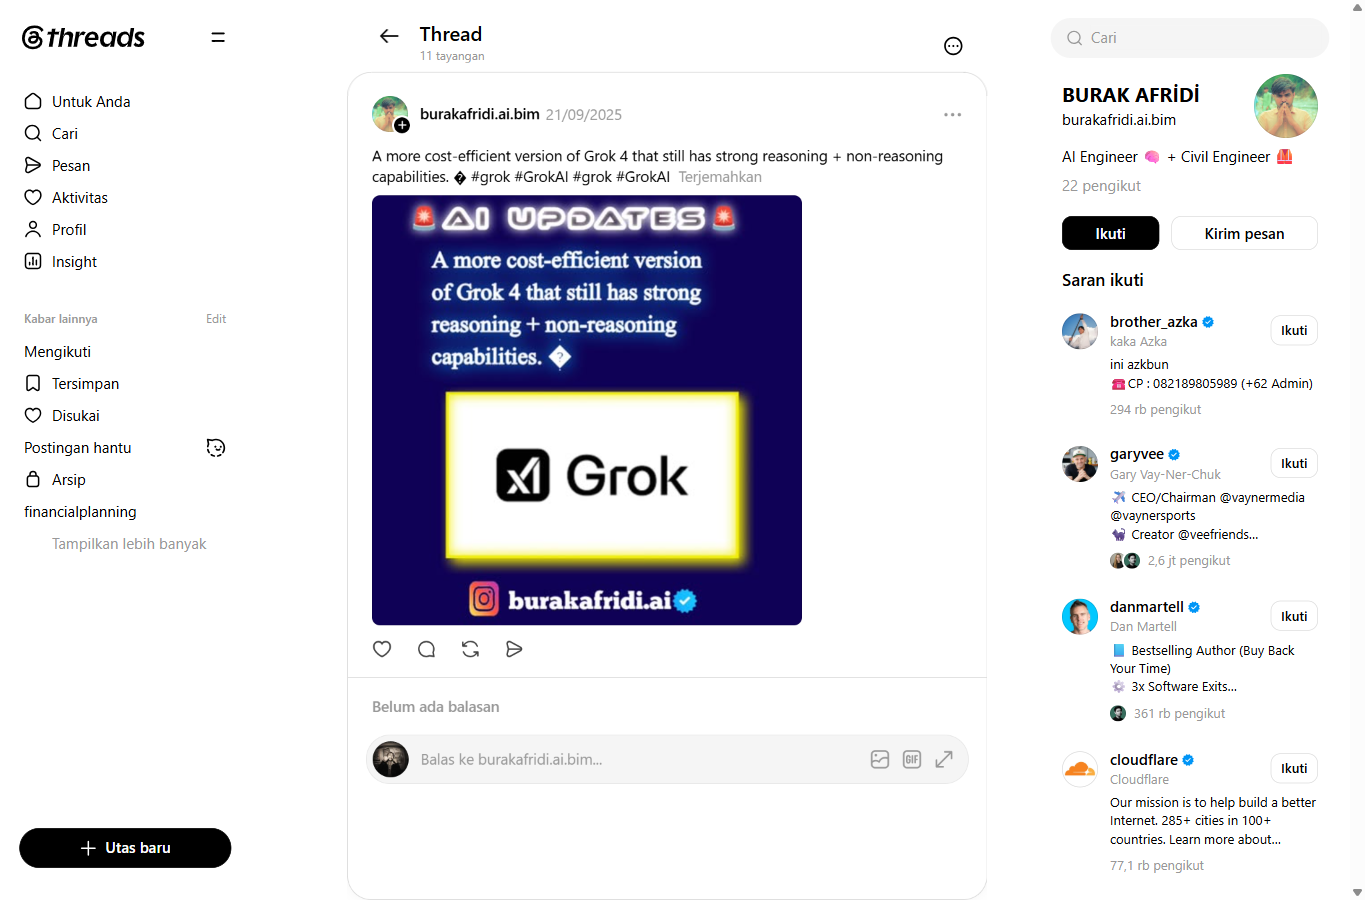 threads
Untuk Anda
Cari
Pesan
Aktivitas
Profil
Insight
Kabar lainnya
Edit
Mengikuti
Tersimpan
Disukai
Postingan hantu
Arsip
financialplanning
Tampilkan lebih banyak
Utas baru
Thread
11 tayangan
burakafridi.ai.bim 21/09/2025
A more cost-efficient version of Grok 4 that still has strong reasoning + non-reasoning
capabilities. � #grok #GrokAI #grok #GrokAI Terjemahkan
🚨AI UPDATES🚨
A more cost-efficient version
of Grok 4 that still has strong
reasoning + non-reasoning
capabilities. �
Grok
burakafridi.ai
Belum ada balasan
Balas ke burakafridi.ai.bim...
GIF
Cari
BURAK AFRİDİ
burakafridi.ai.bim
AI Engineer 🧠 + Civil Engineer 🦺
22 pengikut
Ikuti
Kirim pesan
Saran ikuti
brother_azka
Ikuti
kaka Azka
ini azkbun
☎️CP : 082189805989 (+62 Admin)
294 rb pengikut
garyvee
Ikuti
Gary Vay-Ner-Chuk
✈️ CEO/Chairman @vaynermedia
@vaynersports
🐈‍⬛ Creator @veefriends...
2,6 jt pengikut
danmartell
Ikuti
Dan Martell
📘 Bestselling Author (Buy Back
Your Time)
⚙️ 3x Software Exits...
361 rb pengikut
cloudflare
Ikuti
Cloudflare
Our mission is to help build a better
Internet. 285+ cities in 100+
countries. Learn more about...
77,1 rb pengikut